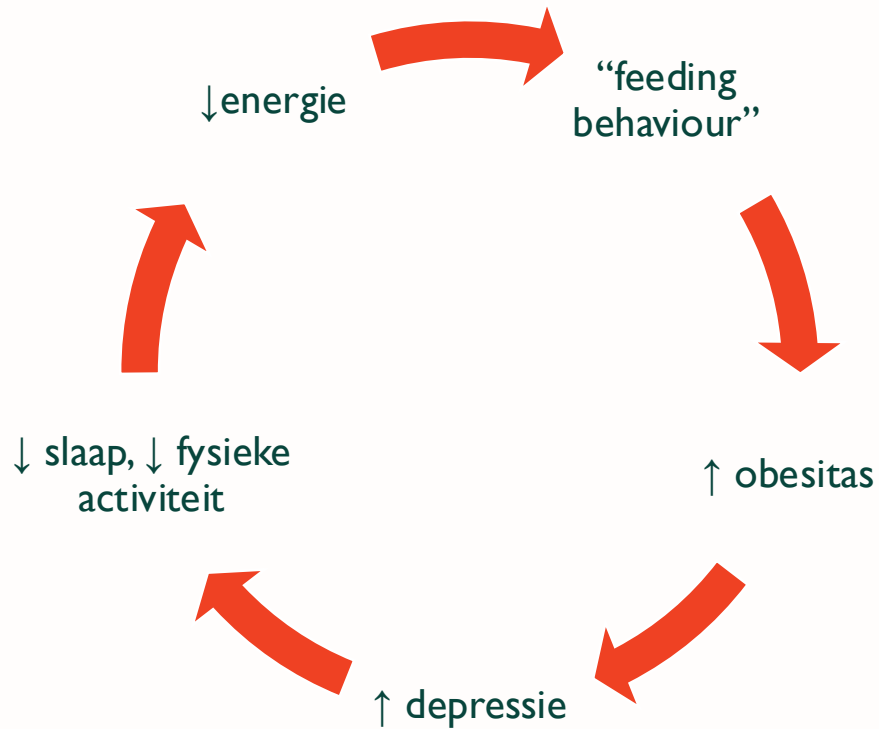 ↓energie
“feeding
behaviour”
↑ obesitas
↑ depressie
↓ slaap, ↓ fysieke
activiteit